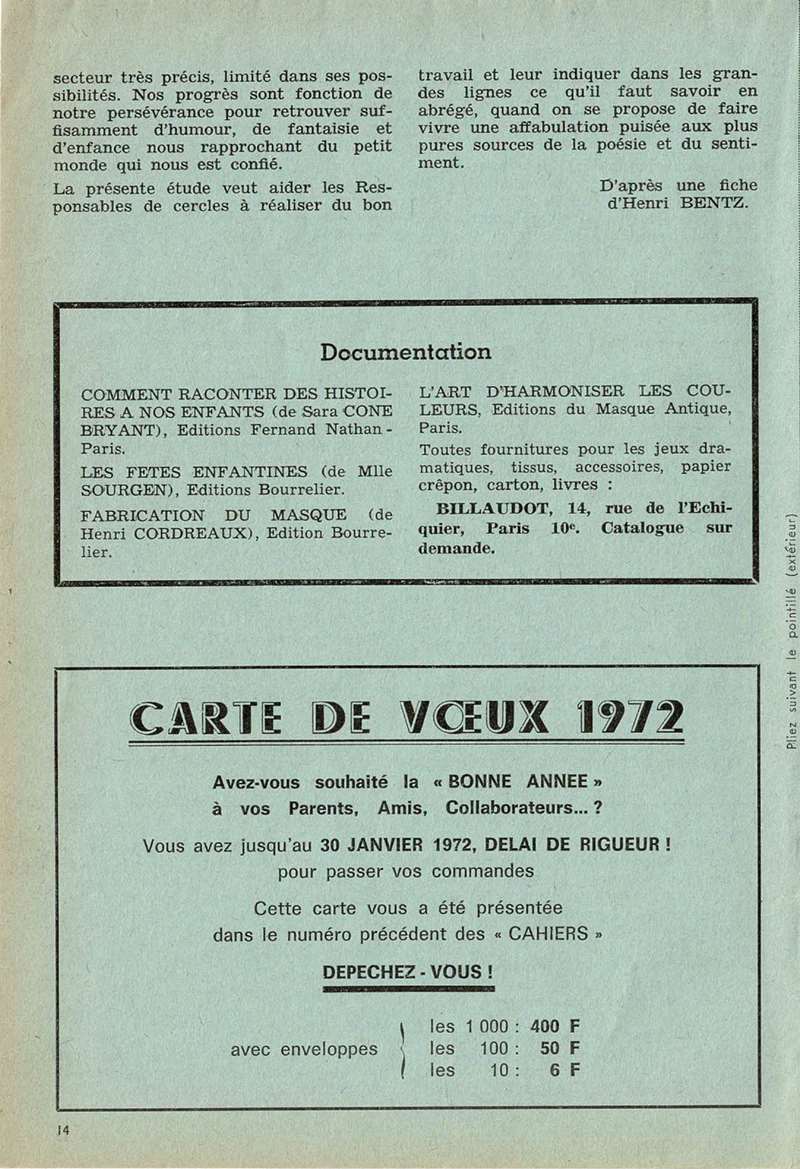 secteur très précis, limité dans ses pos-
sibilités. Nos progrès sont fonction de
notre persévérance pour retrouver suf-
fisamment d'humour, de fantaisie et
d'enfance nous rapprochant du petit
monde qui nous est confié.
La présente étude veut aider les Res-
ponsables de cercles à réaliser du bon
travail et leur indiquer dans les gran-
des lignes ce qu'il faut savoir en
abrégé, quand on se propose de faire
vivre une affabulation puisée aux plus
pures sources de la poésie et du senti-
ment.
D'après une fiche
d'Henri BENTZ.
Documentation
COMMENT RACONTER DES HISTOI-
RES A NOS ENFANTS (de Sara CONE
BRYANT), Editions Fernand Nathan -
Paris.
LES FETES ENFANTINES (de Mlle
SOURGEN), Editions Bourrelier.
FABRICATION DU MASQUE (de
Henri CORDREAUX), Edition Bourre-
lier.
L'ART D'HARMONISER LES COU-
LEURS, Editions du Masque Antique,
Paris.
Toutes fournitures pour les jeux dra-
matiques, tissus, accessoires, papier
crêpon, carton, livres :
BILLAUDOT, 14, rue de l'Echi-
quier, Paris 10e. Catalogue sur
demande.
CARTE DE VŒUX 1972
Avez-vous souhaité la « BONNE ANNEE »
à vos Parents, Amis, Collaborateurs... ?
Vous avez jusqu'au 30 JANVIER 1972, DELAI DE RIGUEUR !
pour passer vos commandes
Cette carte vous a été présentée
dans le numéro précédent des « CAHIERS »
DEPECHEZ - VOUS !
avec enveloppes
les 1 000 : 400 F
les 100 : 50 F
les 10 : 6 F
14
Pliez suivant le pointillé (extérieur)